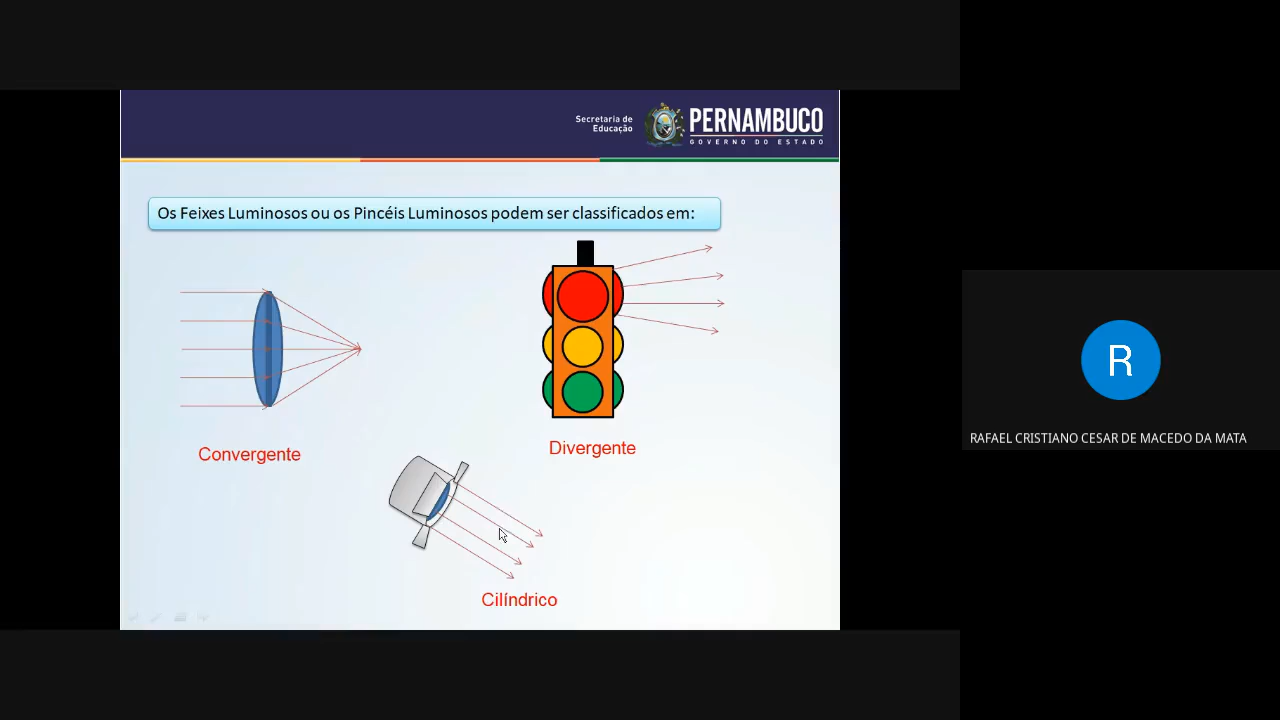 Secretaria de
Educação
PERNAMBUCO
GOVERNO DO ESTADO
Os Feixes Luminosos ou os Pincéis Luminosos podem ser classificados em:
Convergente
Divergente
Cilíndrico
R
RAFAEL CRISTIANO CESAR DE MACEDO DA MATA